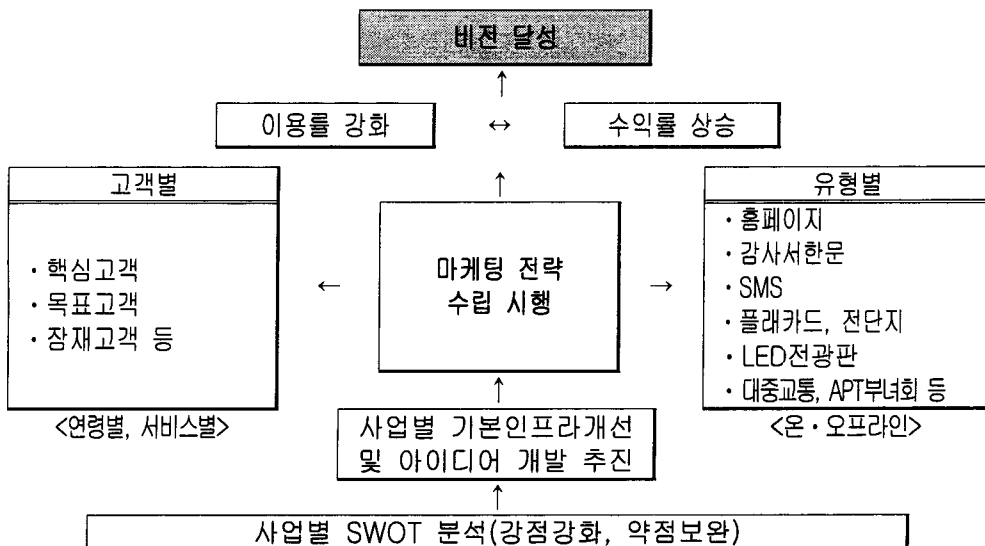 비전 달성
↑
이용률 강화 ↔ 수익률 상승
↑
고객별
· 핵심고객
· 목표고객
· 잠재고객 등
<연령별, 서비스별>
←
마케팅 전략
수립 시행
→
유형별
· 홈페이지
· 감사서한문
· SMS
· 플래카드, 전단지
· LED전광판
· 대중교통, APT부녀회 등
<온 · 오프라인>
↑
사업별 기본인프라개선
및 아이디어 개발 추진
↑
사업별 SWOT 분석(강점강화, 약점보완)